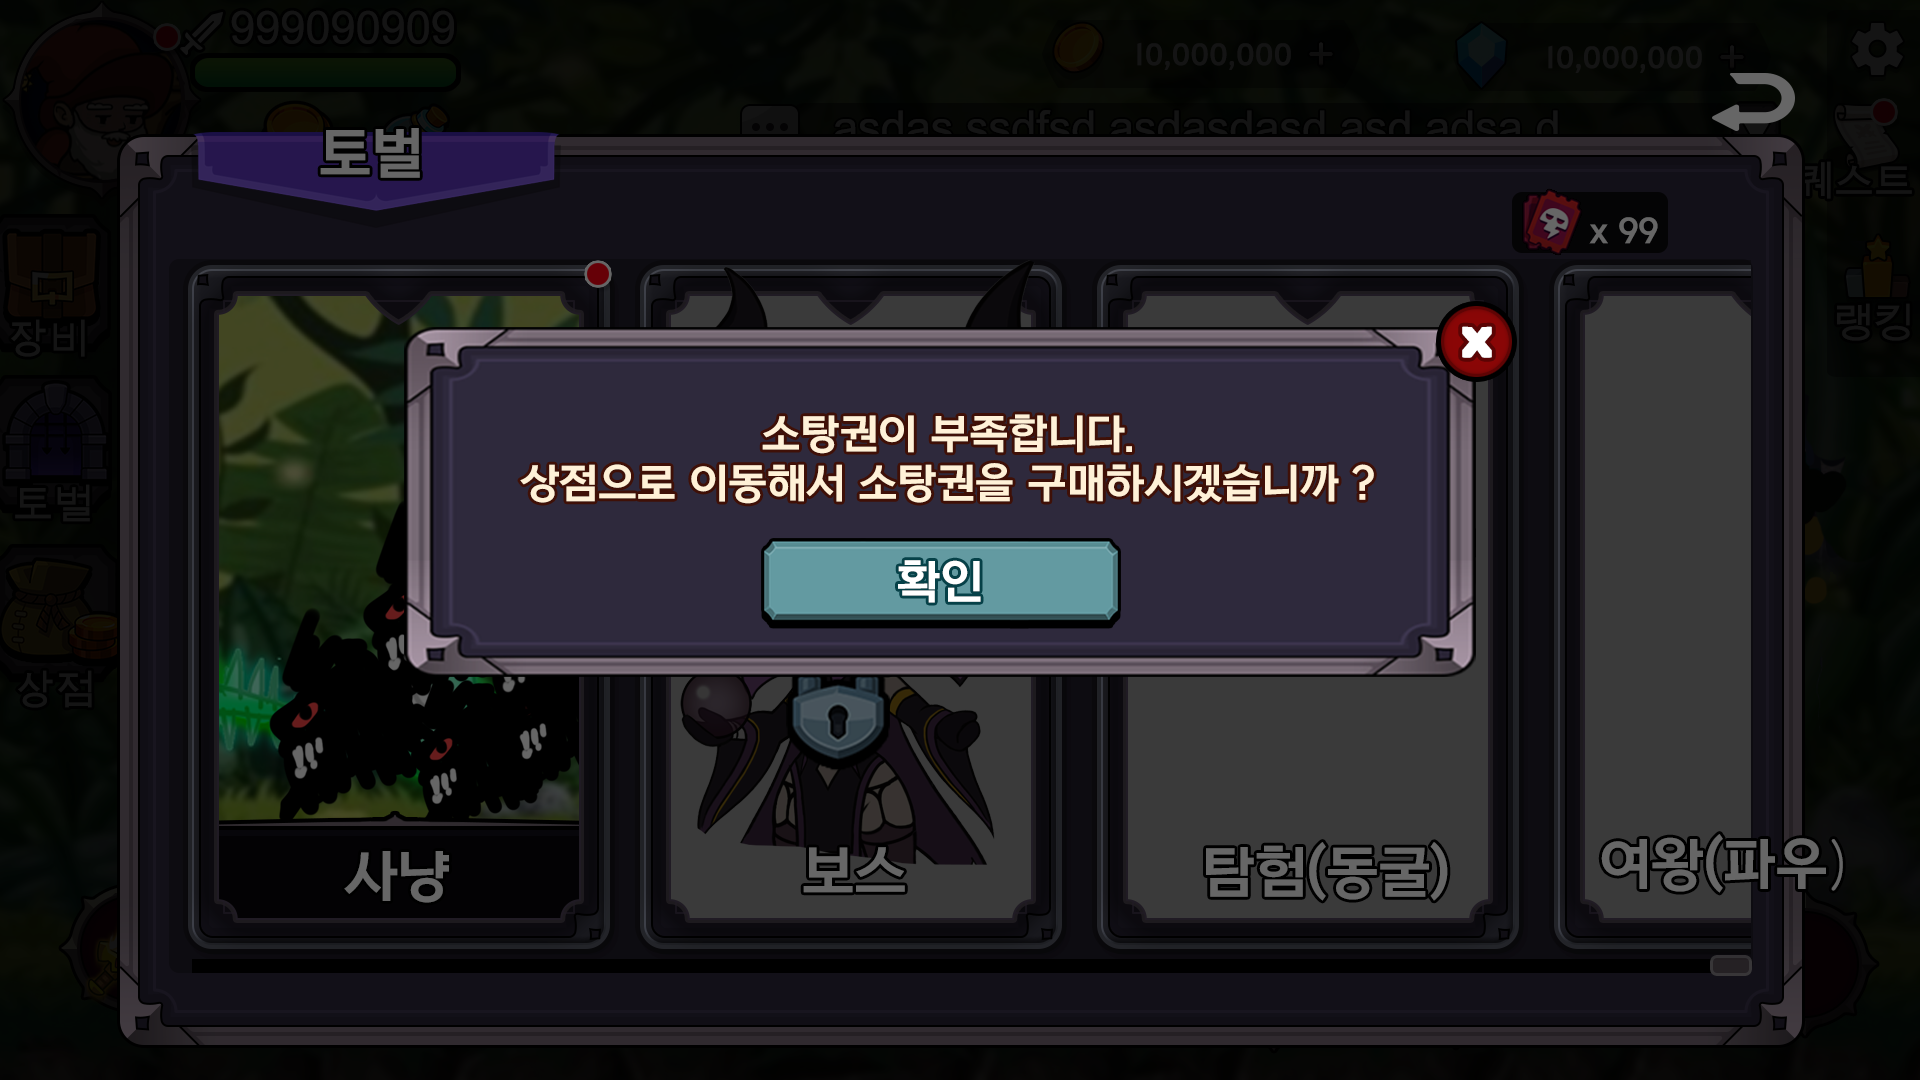 999090909
10,000,000 +
10,000,000 +
asdas ssdfsd asdasdasd asd adsa d
토벌
퀘스트
x 99
장비
랭킹
소탕권이 부족합니다.
상점으로 이동해서 소탕권을 구매하시겠습니까 ?
토벌
확인
상점
사냥
보스
탐험(동굴)
여왕(파우)